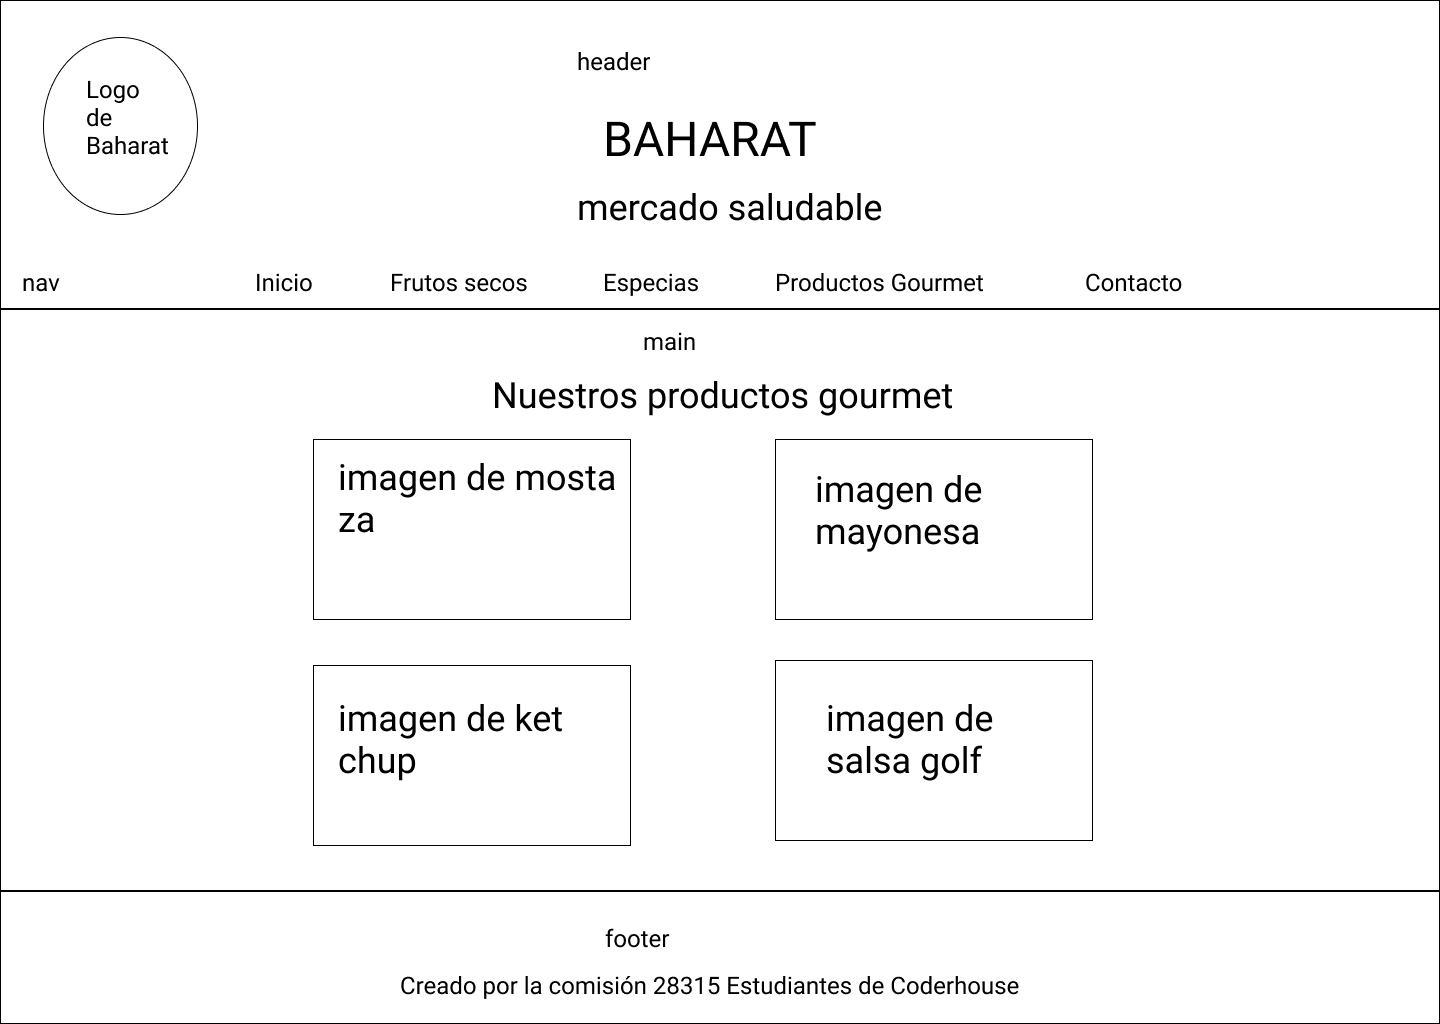 header
Logo
de
Baharat
BAHARAT
mercado saludable
nav
Inicio
Frutos secos
Especias
Productos Gourmet
Contacto
main
Nuestros productos gourmet
imagen de mosta
za
imagen de
mayonesa
imagen de ket
chup
imagen de
salsa golf
footer
Creado por la comisión 28315 Estudiantes de Coderhouse